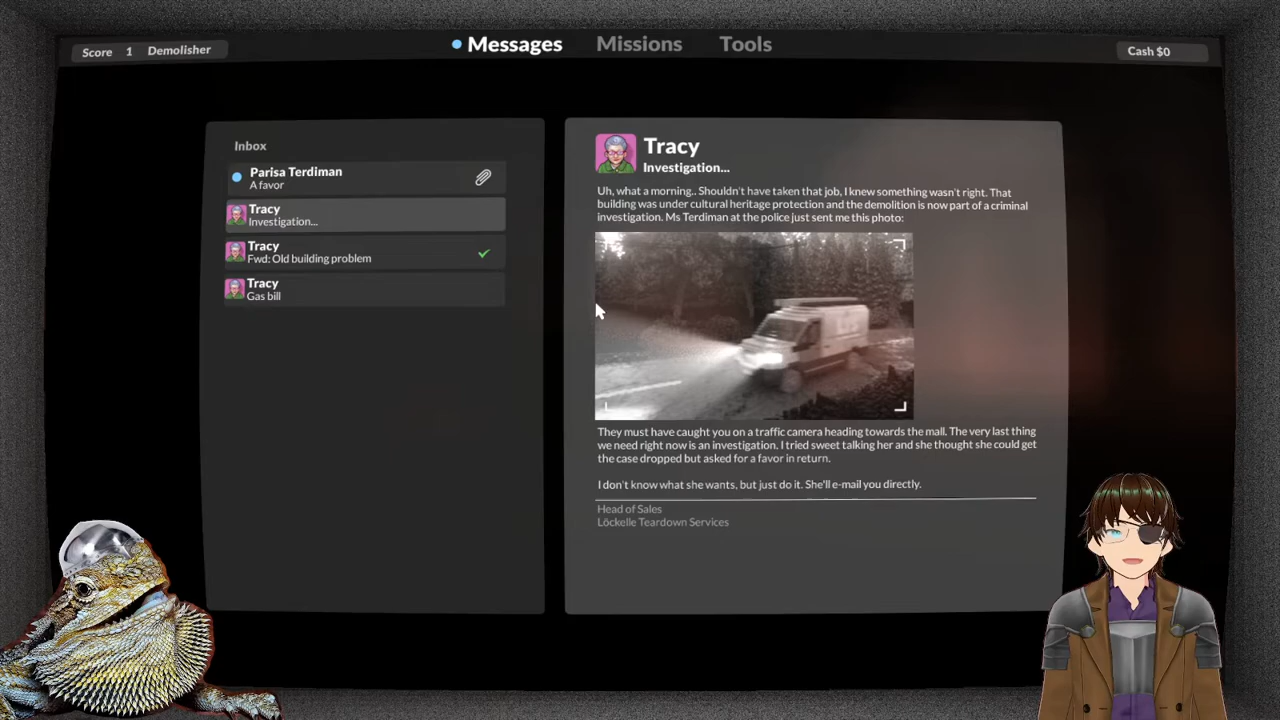 Score 1 Demolisher
Messages
Missions
Tools
Cash $0
Inbox
Parisa Terdiman
A favor
Tracy
Investigation...
Tracy
Fwd: Old building problem
Tracy
Gas bill
Tracy
Investigation...
Uh, what a morning.. Shouldn't have taken that job, I knew something wasn't right. That
building was under cultural heritage protection and the demolition is now part of a criminal
investigation. Ms Terdiman at the police just sent me this photo:
They must have caught you on a traffic camera heading towards the mall. The very last thing
we need right now is an investigation. I tried sweet talking her and she thought she could get
the case dropped but asked for a favor in return.
I don't know what she wants, but just do it. She'll e-mail you directly.
Head of Sales
Löckelle Teardown Services